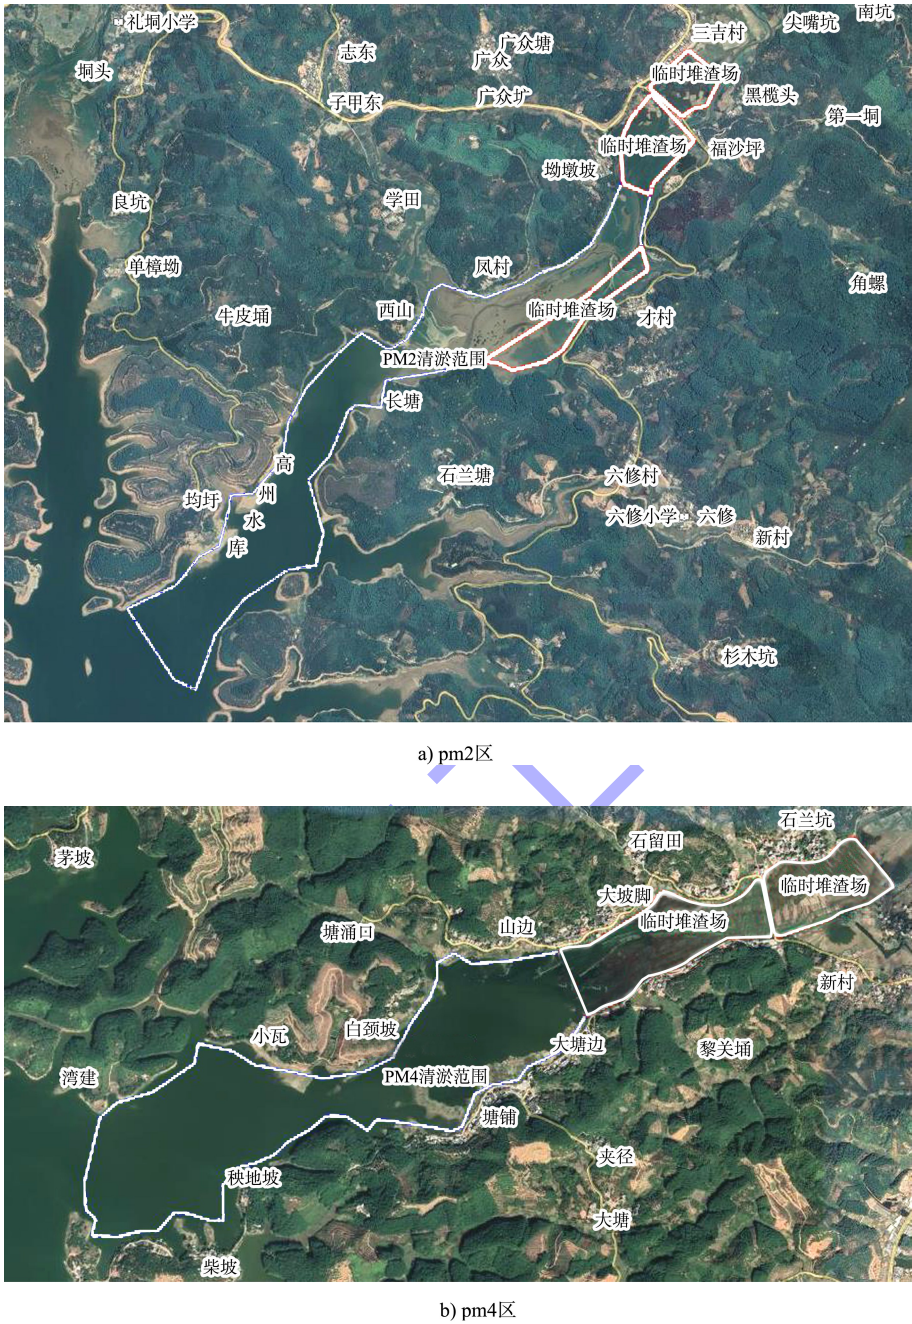 南坑
礼垌小学
尖嘴坑
三吉村
广众塘
志东
广众
垌头
临时堆渣场
广众圹
黑榄头
子甲东
第一垌
临时堆渣场
福沙坪
坳墩坡
学田
良坑
凤村
单樟坳
角螺
西山
临时堆渣场
牛皮埇
才村
PM2清淤范围
长塘
高
州
水
库
石兰塘
六修村
均圩
六修小学
六修
新村
杉木坑
a) pm2区
石兰坑
石留田
茅坡
临时堆渣场
大坡脚
临时堆渣场
山边
塘涌口
新村
小瓦
白颈坡
大塘边
黎关埇
湾建
PM4清淤范围
塘铺
夹径
秧地坡
大塘
柴坡
b) pm4区